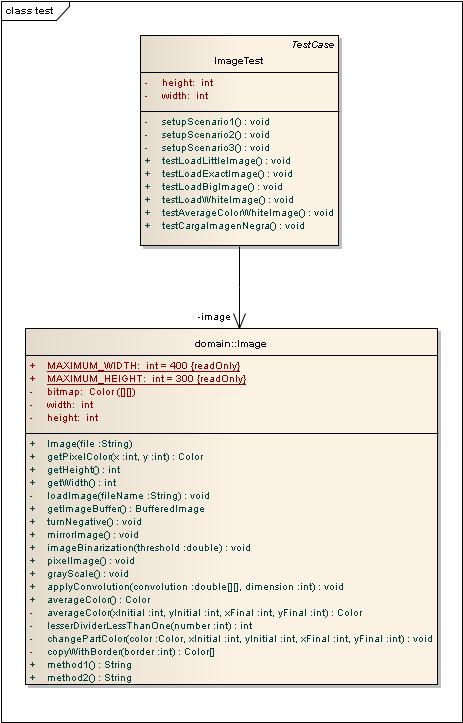 class test
TestCase
ImageTest
- height: int
- width: int
- setupScenario1() : void
- setupScenario2() : void
- setupScenario3() : void
+ testLoadLittleImage() : void
+ testLoadExactImage() : void
+ testLoadBigImage() : void
+ testLoadWhiteImage() : void
+ testAverageColorWhiteImage() : void
+ testCargaImagenNegra() : void
-image
domain::Image
+ MAXIMUM_WIDTH: int = 400 {readOnly}
+ MAXIMUM_HEIGHT: int = 300 {readOnly}
- bitmap: Color ([][])
- width: int
- height: int
+ Image(file :String)
+ getPixelColor(x :int, y :int) : Color
+ getHeight() : int
+ getWidth() : int
- loadImage(fileName :String) : void
+ getImageBuffer() : BufferedImage
+ turnNegative() : void
+ mirrorImage() : void
+ imageBinarization(threshold :double) : void
+ pixelImage() : void
+ grayScale() : void
+ applyConvolution(convolution :double[][], dimension :int) : void
+ averageColor() : Color
- averageColor(xInitial :int, yInitial :int, xFinal :int, yFinal :int) : Color
- lesserDividerLessThanOne(number :int) : int
- changePartColor(color :Color, xInitial :int, yInitial :int, xFinal :int, yFinal :int) : void
- copyWithBorder(border :int) : Color[]
+ method1() : String
+ method2() : String